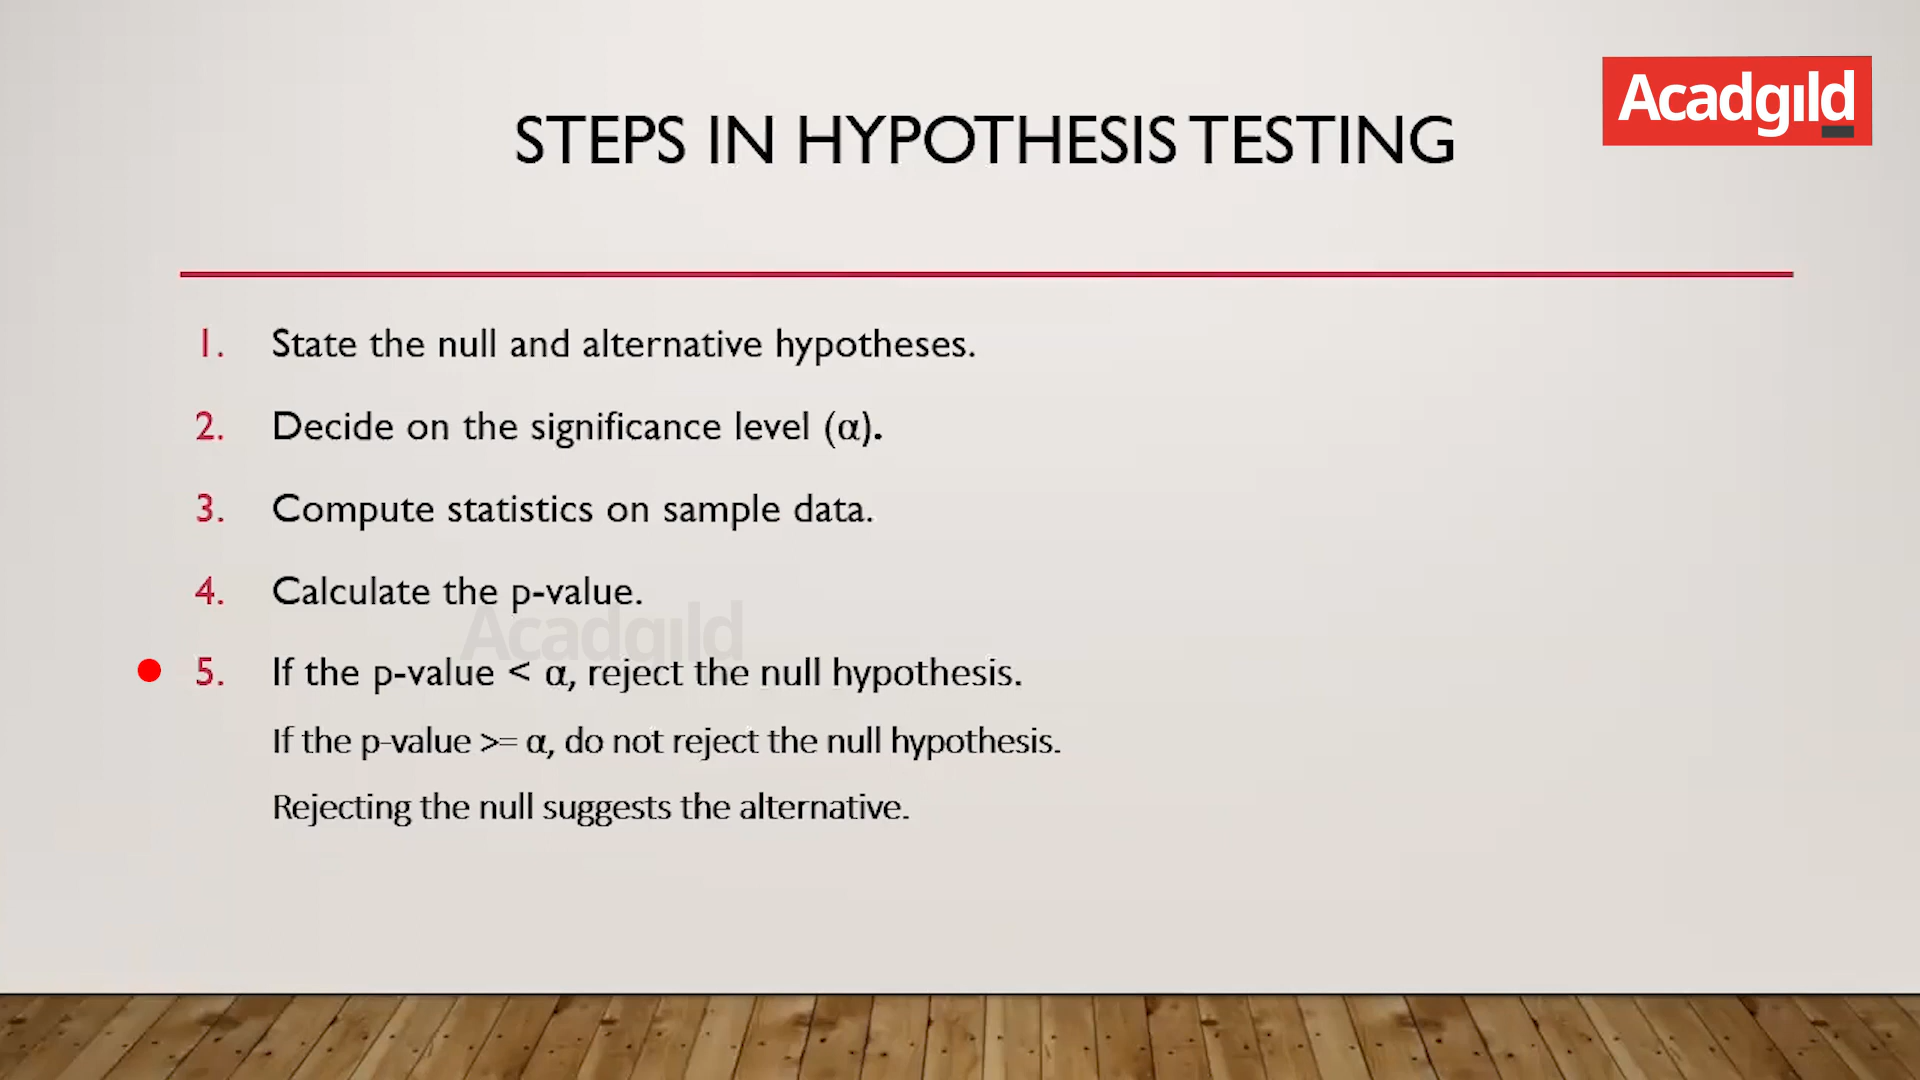 Acadgild
STEPS IN HYPOTHESIS TESTING
1. State the null and alternative hypotheses.
2. Decide on the significance level (α).
3. Compute statistics on sample data.
4. Calculate the p-value.
Acadgild
5. If the p-value < α, reject the null hypothesis.
If the p-value >= α, do not reject the null hypothesis.
Rejecting the null suggests the alternative.